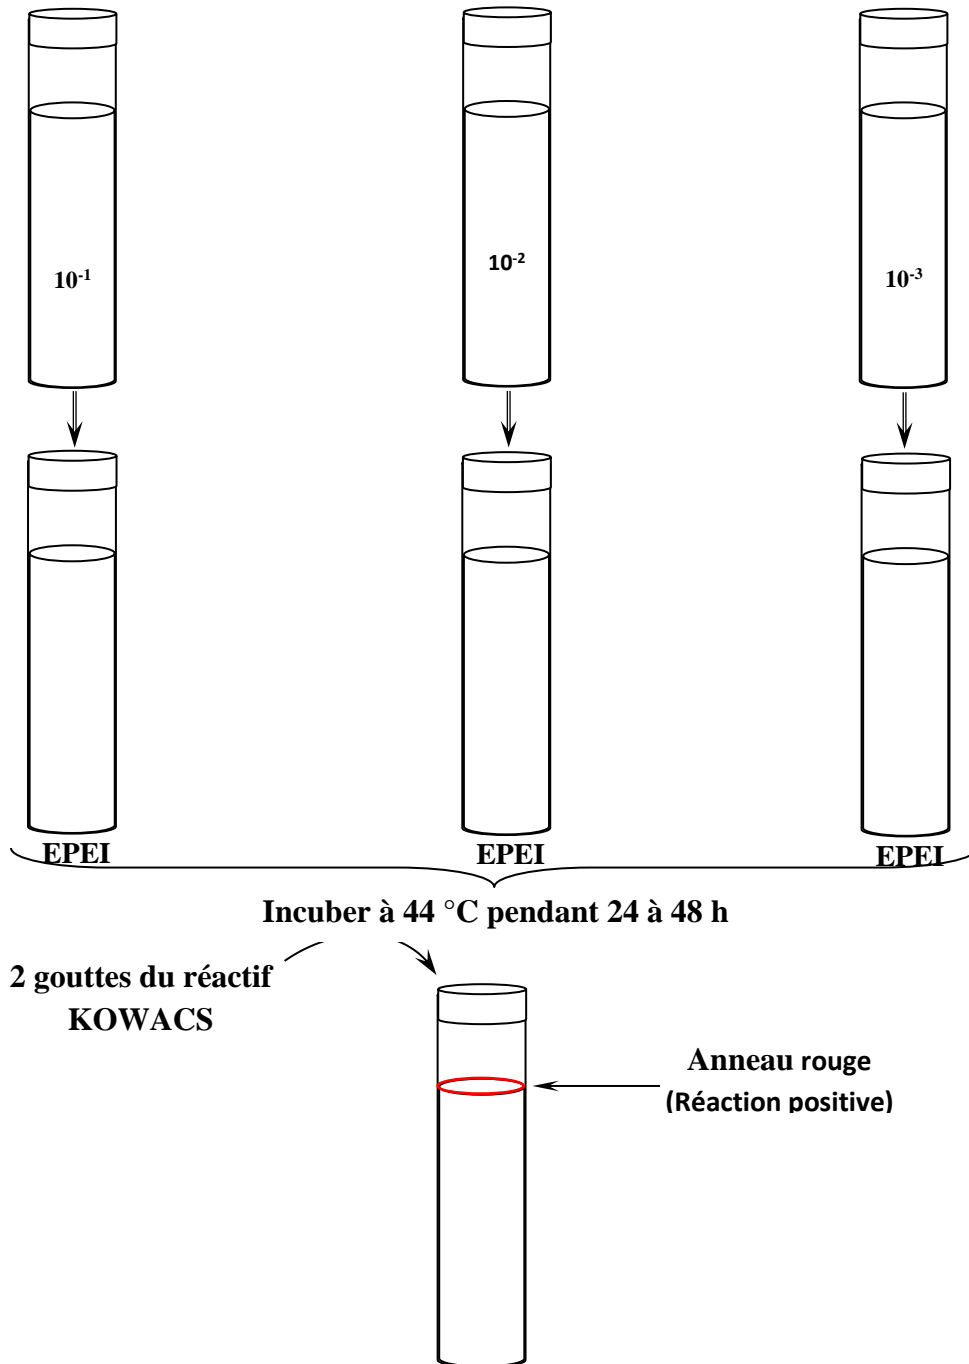 10⁻¹ 10⁻² 10⁻³
EPEI EPEI EPEI
Incuber à 44 °C pendant 24 à 48 h
2 gouttes du réactif
KOWACS
Anneau rouge
(Réaction positive)